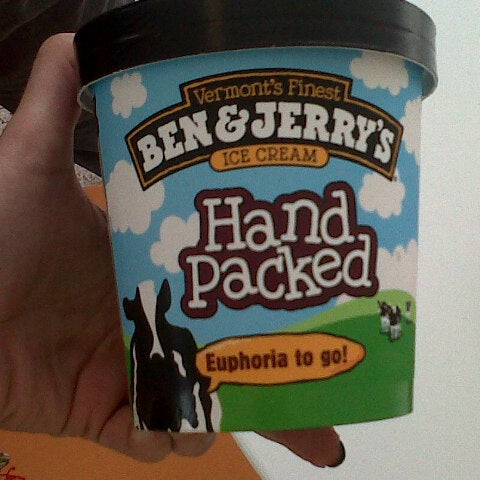 Vermont's Finest
BEN & JERRY'S
ICE CREAM
Hand
Packed
Euphoria to go!